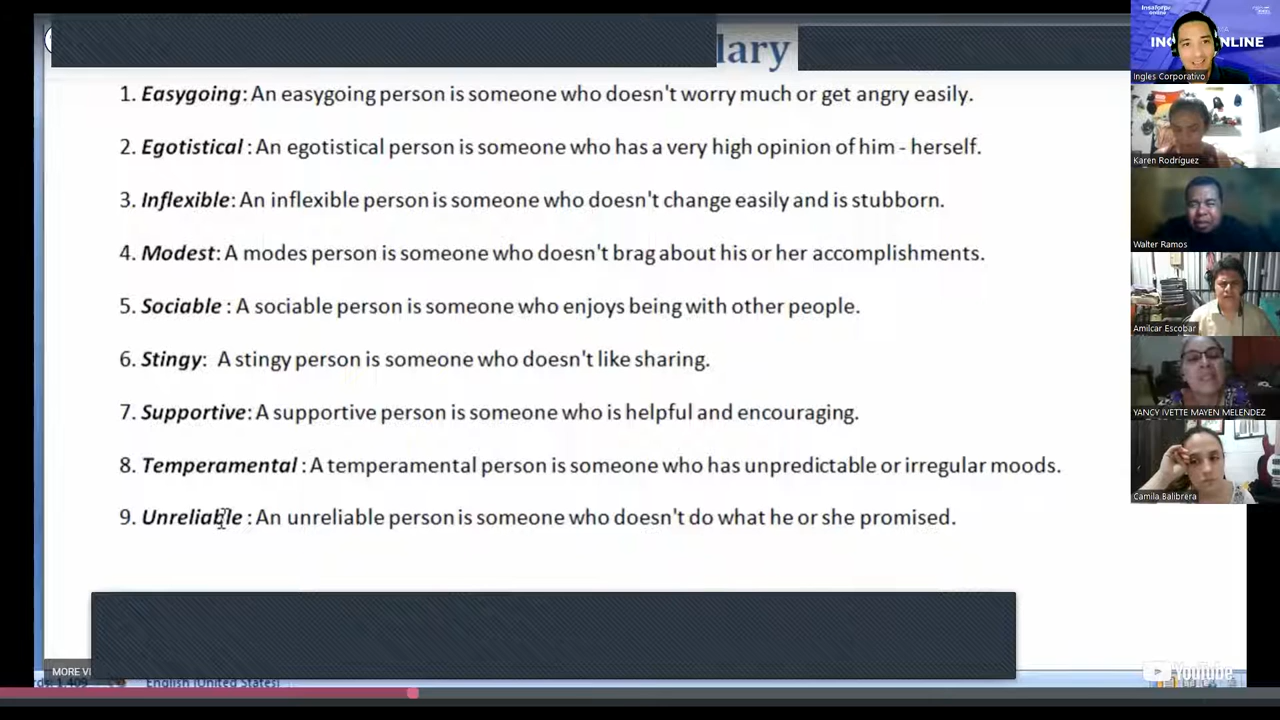 lary
1. Easygoing: An easygoing person is someone who doesn't worry much or get angry easily.
2. Egotistical : An egotistical person is someone who has a very high opinion of him - herself.
3. Inflexible: An inflexible person is someone who doesn't change easily and is stubborn.
4. Modest: A modes person is someone who doesn't brag about his or her accomplishments.
5. Sociable : A sociable person is someone who enjoys being with other people.
6. Stingy: A stingy person is someone who doesn't like sharing.
7. Supportive: A supportive person is someone who is helpful and encouraging.
8. Temperamental : A temperamental person is someone who has unpredictable or irregular moods.
9. Unreliable : An unreliable person is someone who doesn't do what he or she promised.
MORE VI
1,409
English (United States)
YouTube
Insaforp
online
ING
NLINE
Ingles Corporativo
Karen Rodríguez
Walter Ramos
Amilcar Escobar
YANCY IVETTE MAYEN MELENDEZ
Camila Balibrera